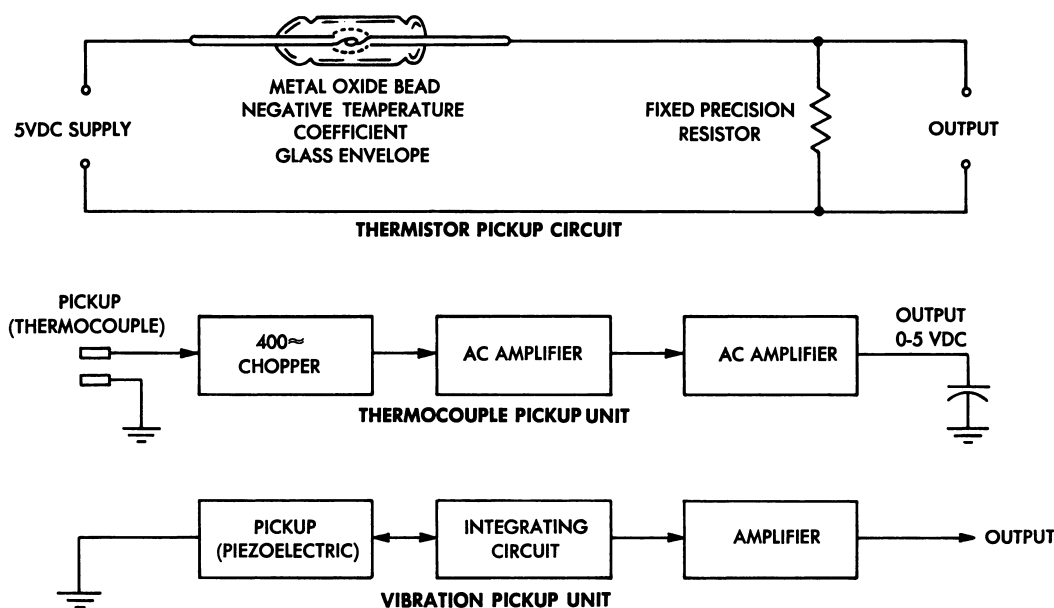 METAL OXIDE BEAD
NEGATIVE TEMPERATURE
COEFFICIENT
GLASS ENVELOPE
5VDC SUPPLY
FIXED PRECISION
RESISTOR
OUTPUT
THERMISTOR PICKUP CIRCUIT
PICKUP
(THERMOCOUPLE)
400≈
CHOPPER
AC AMPLIFIER
AC AMPLIFIER
OUTPUT
0-5 VDC
THERMOCOUPLE PICKUP UNIT
PICKUP
(PIEZOELECTRIC)
INTEGRATING
CIRCUIT
AMPLIFIER
OUTPUT
VIBRATION PICKUP UNIT